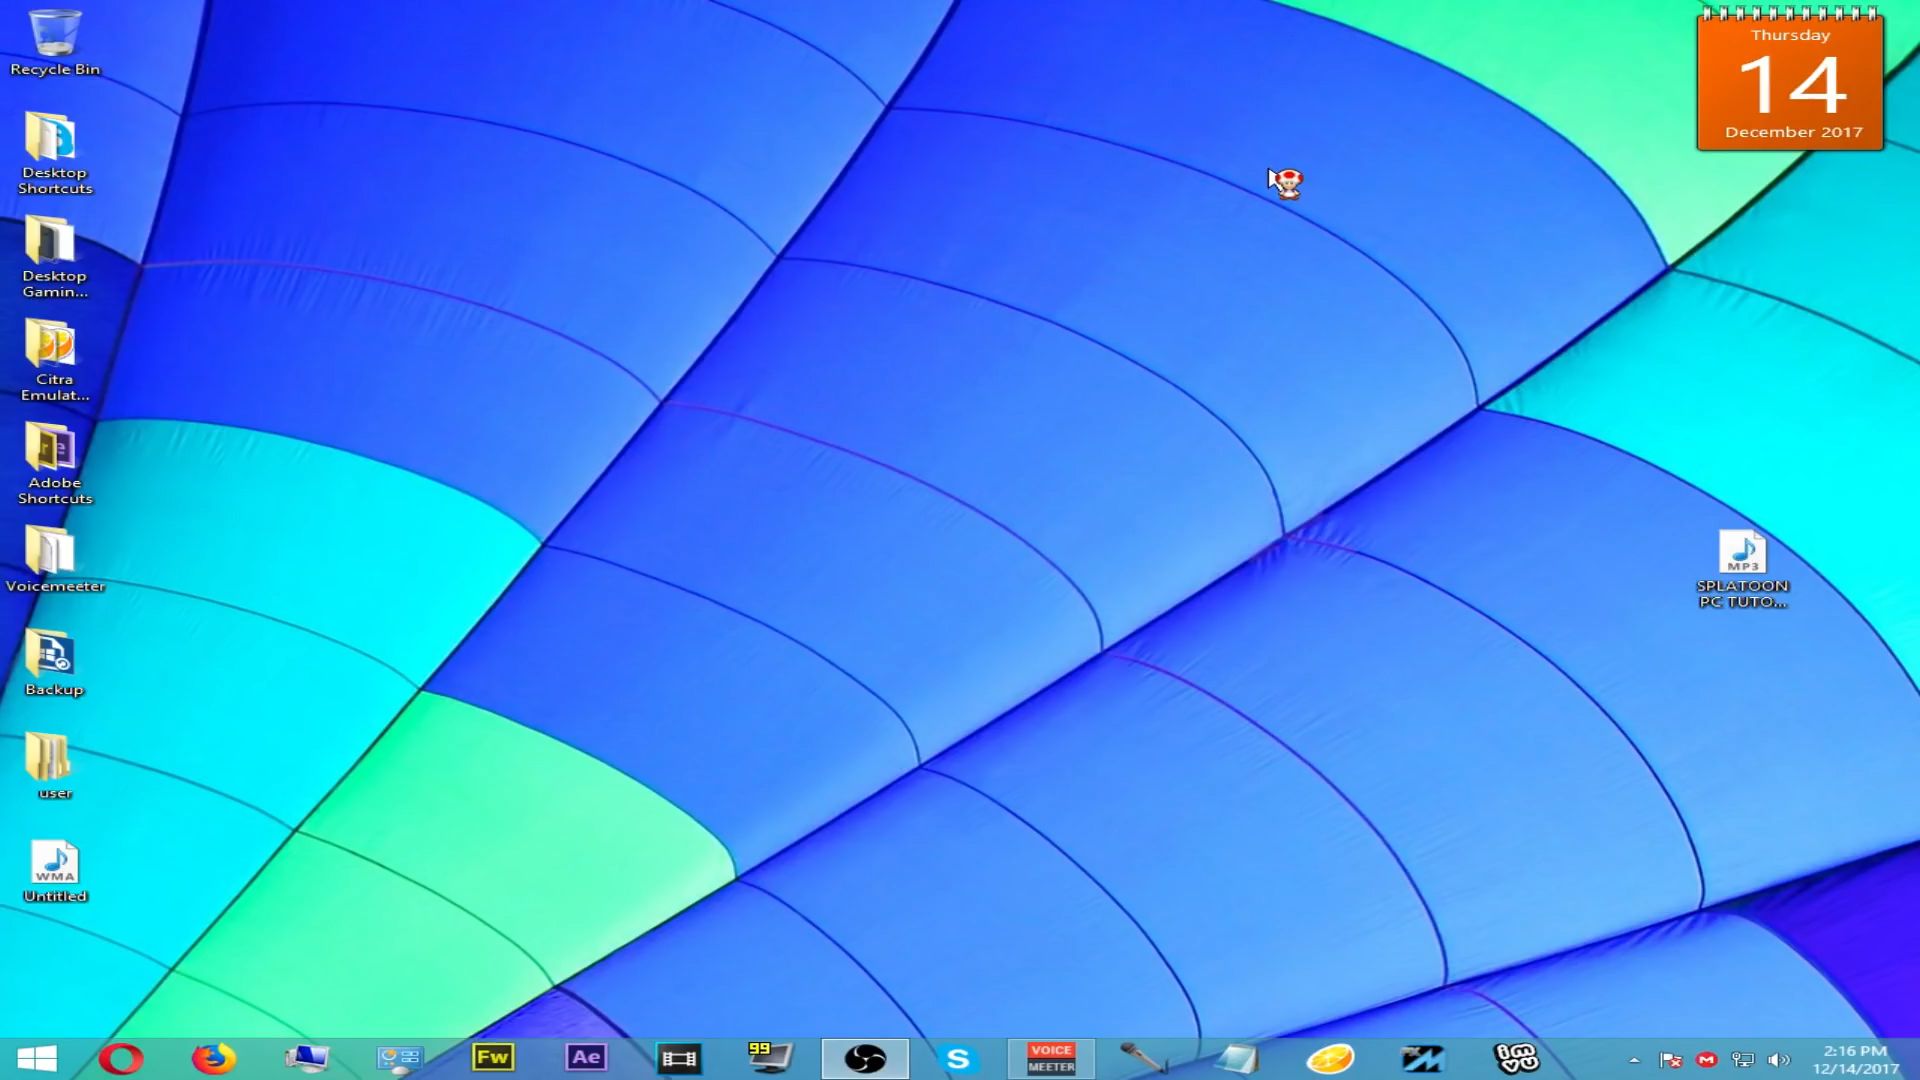 Recycle Bin
Desktop
Shortcuts
Desktop
Gamin...
Citra
Emulat...
Adobe
Shortcuts
Voicemeeter
Backup
user
WMA
Untitled
Thursday
14
December 2017
MP3
SPLATOON
PC TUTO...
Fw
Ae
99
S
VOICE
MEETER
M
2:16 PM
12/14/2017